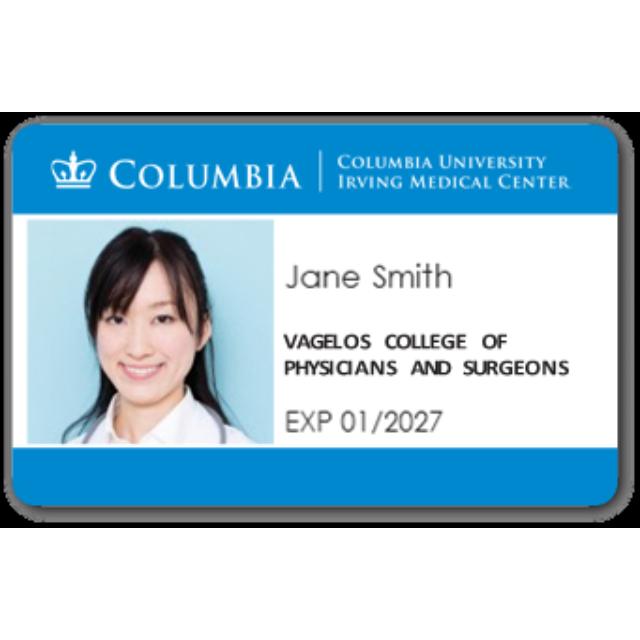 COLUMBIA
COLUMBIA UNIVERSITY
IRVING MEDICAL CENTER
Jane Smith
VAGELOS COLLEGE OF
PHYSICIANS AND SURGEONS
EXP 01/2027